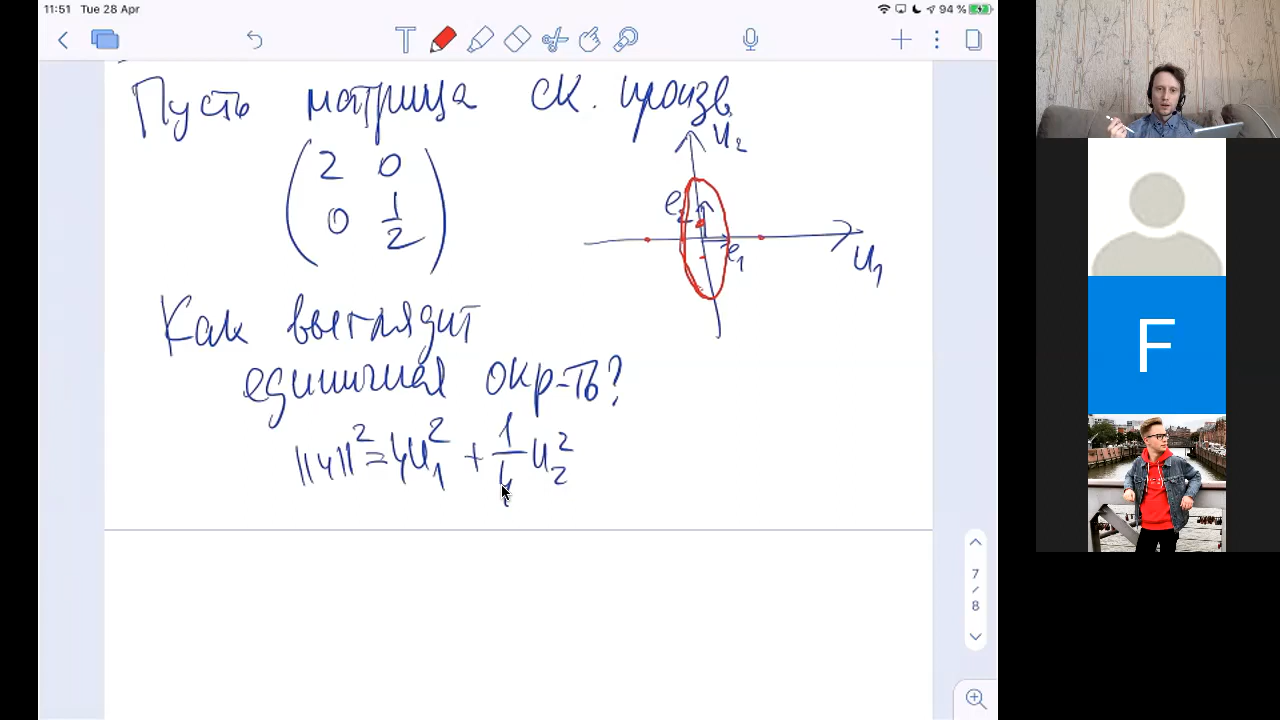 11:51 Tue 28 Apr
94 %
T
Пусть матрица ск. произв.
2 0
0 1/2
u₂
e₂
e₁
u₁
Как выглядит
единичная окр-ть?
||u||² = 4u₁² + 1/4 u₂²
7
/
8
F